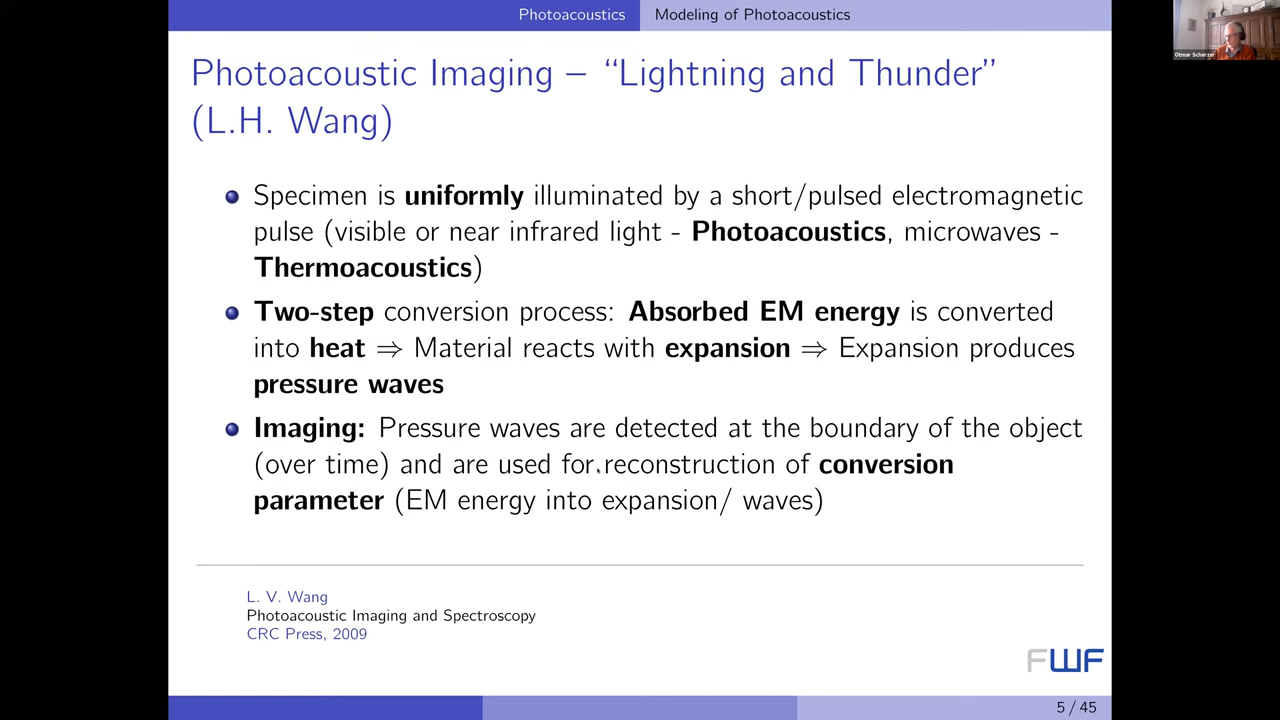 Photoacoustics Modeling of Photoacoustics
Otmar Scherzer
Photoacoustic Imaging – “Lightning and Thunder”
(L.H. Wang)
Specimen is uniformly illuminated by a short/pulsed electromagnetic
pulse (visible or near infrared light - Photoacoustics, microwaves -
Thermoacoustics)
Two-step conversion process: Absorbed EM energy is converted
into heat ⇒ Material reacts with expansion ⇒ Expansion produces
pressure waves
Imaging: Pressure waves are detected at the boundary of the object
(over time) and are used for reconstruction of conversion
parameter (EM energy into expansion/ waves)
L. V. Wang
Photoacoustic Imaging and Spectroscopy
CRC Press, 2009
FWF
5 / 45